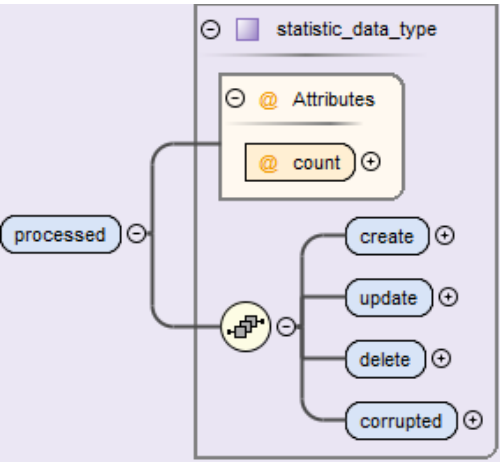 statistic_data_type
@ Attributes
@ count
processed
create
update
delete
corrupted